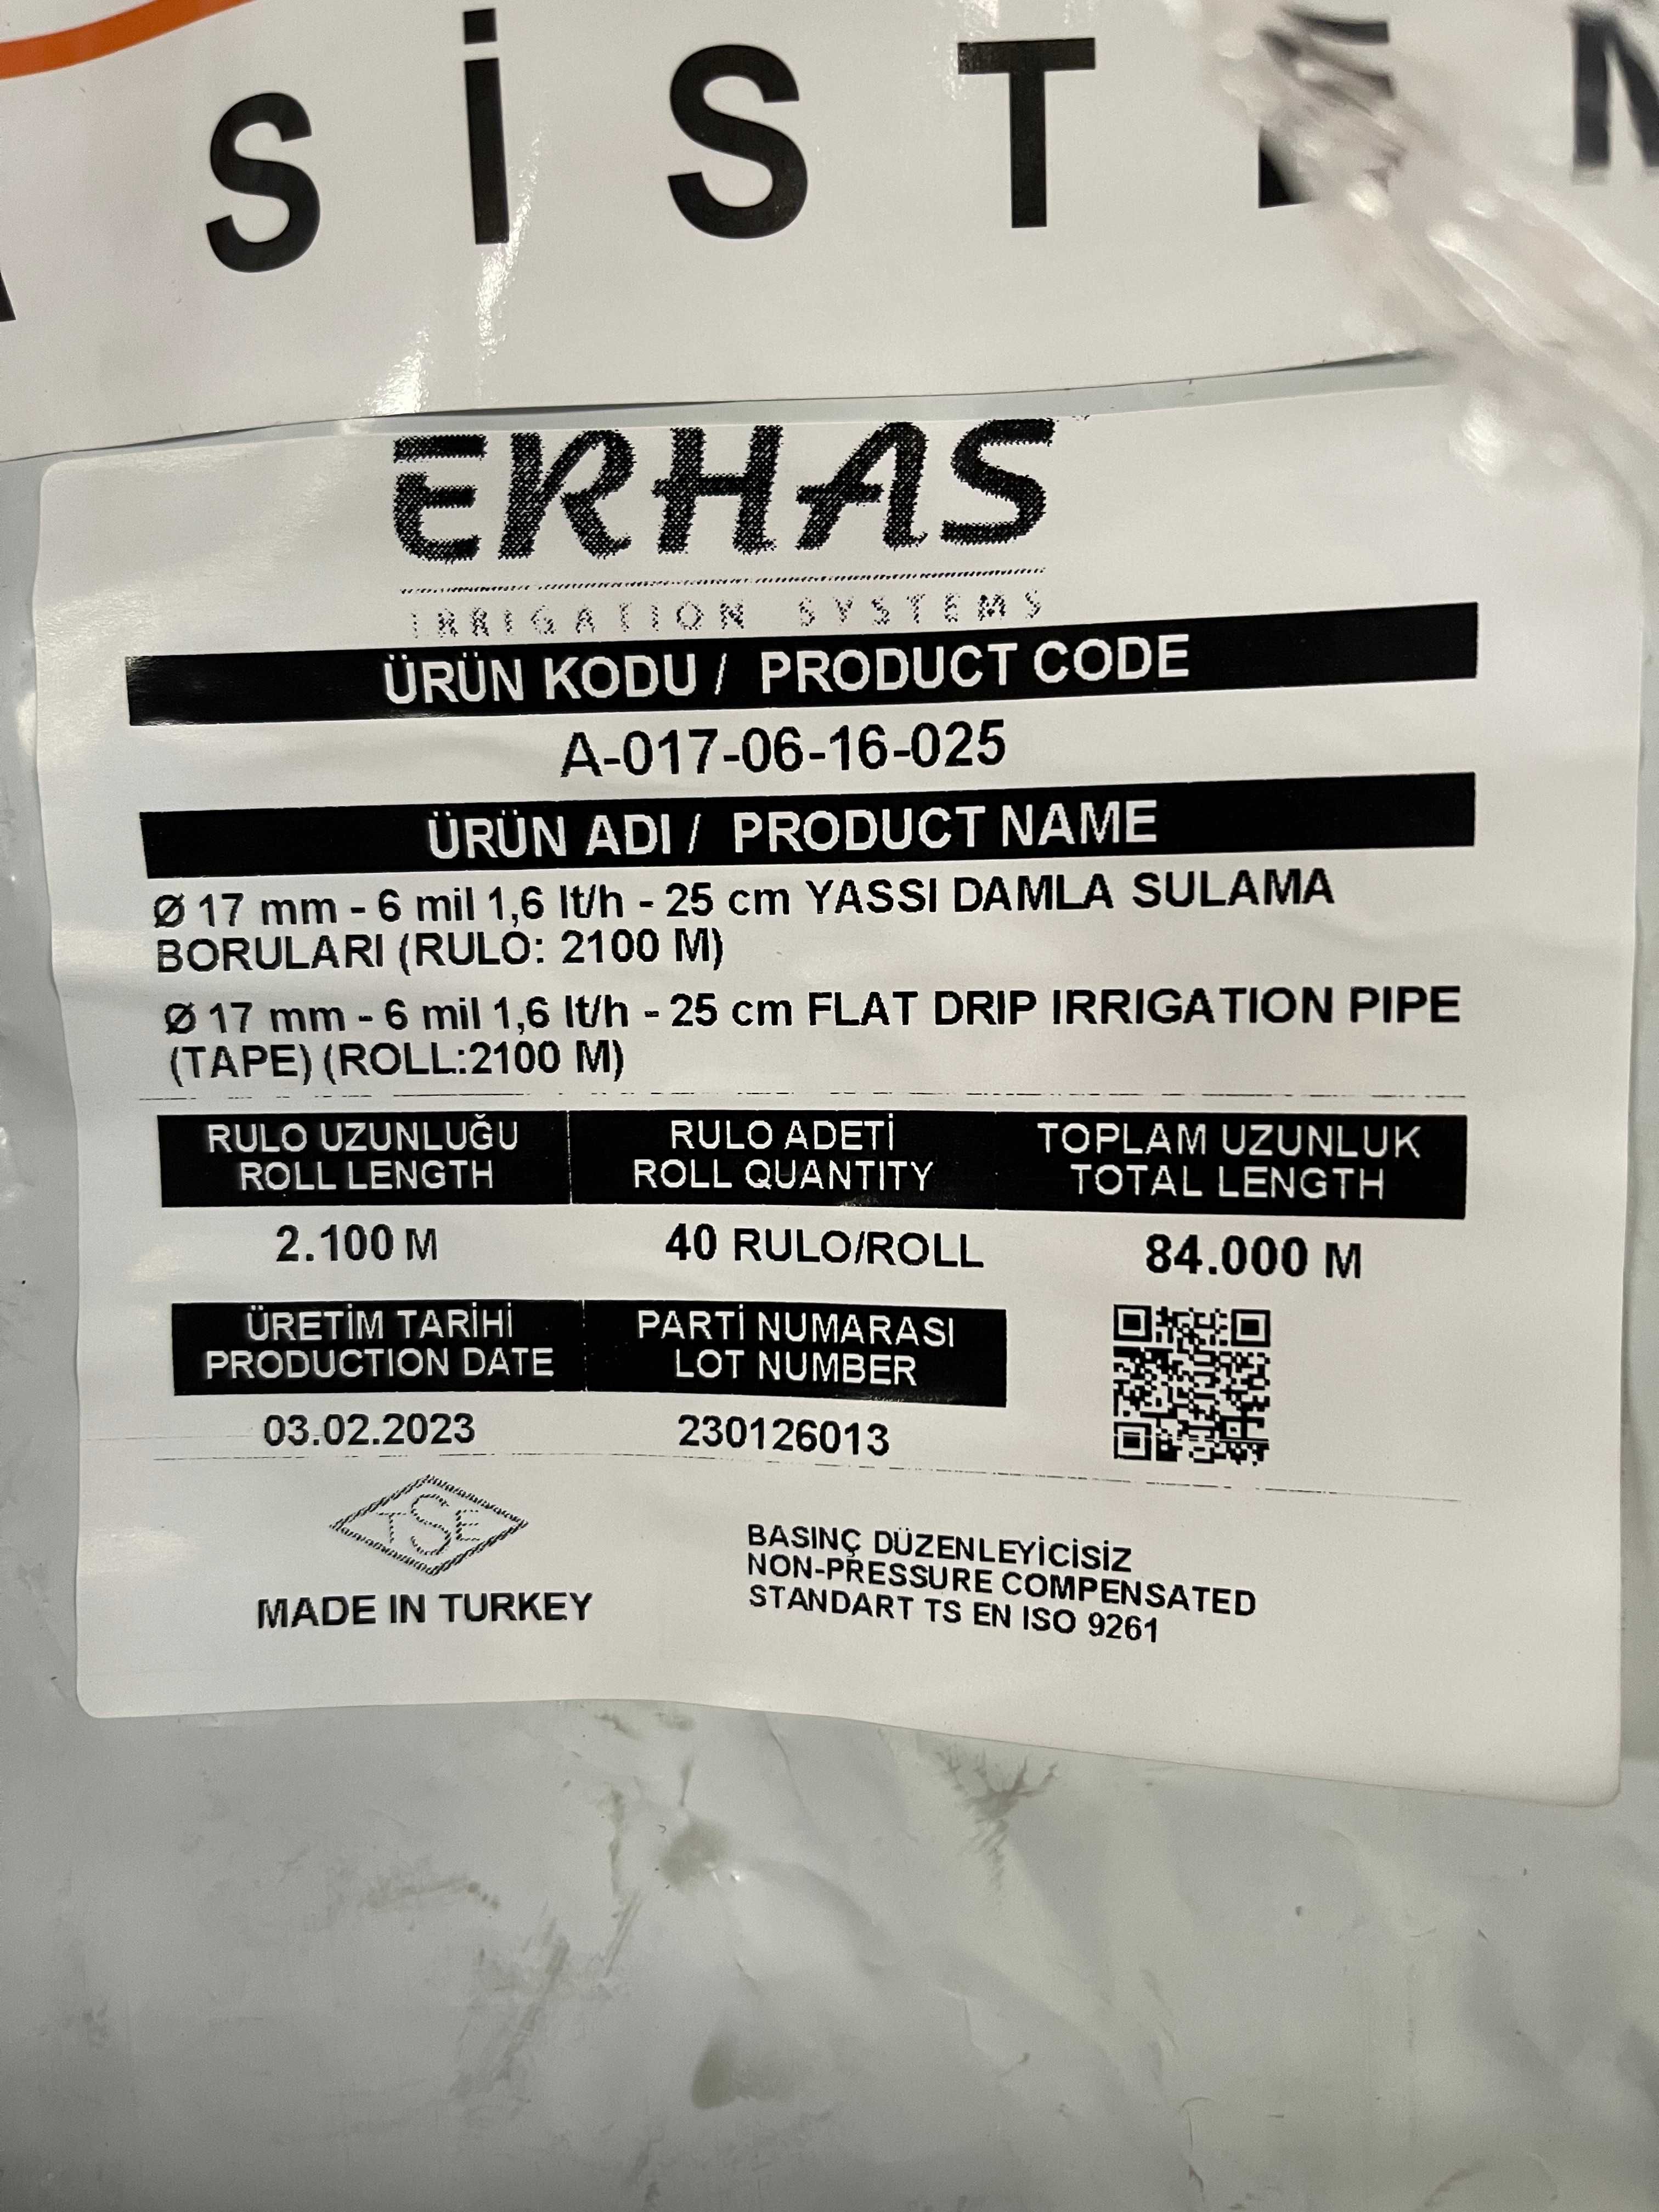 SİSTEM
ERHAS
IRRIGATION SYSTEMS
ÜRÜN KODU / PRODUCT CODE
A-017-06-16-025
ÜRÜN ADI / PRODUCT NAME
Ø 17 mm - 6 mil 1,6 lt/h - 25 cm YASSI DAMLA SULAMA
BORULARI (RULO: 2100 M)
Ø 17 mm - 6 mil 1,6 lt/h - 25 cm FLAT DRIP IRRIGATION PIPE
(TAPE) (ROLL:2100 M)
RULO UZUNLUĞU RULO ADETİ TOPLAM UZUNLUK
ROLL LENGTH ROLL QUANTITY TOTAL LENGTH
2.100 M 40 RULO/ROLL 84.000 M
ÜRETİM TARİHİ PARTİ NUMARASI
PRODUCTION DATE LOT NUMBER
03.02.2023 230126013
TSE
MADE IN TURKEY
BASINÇ DÜZENLEYİCİSİZ
NON-PRESSURE COMPENSATED
STANDART TS EN ISO 9261